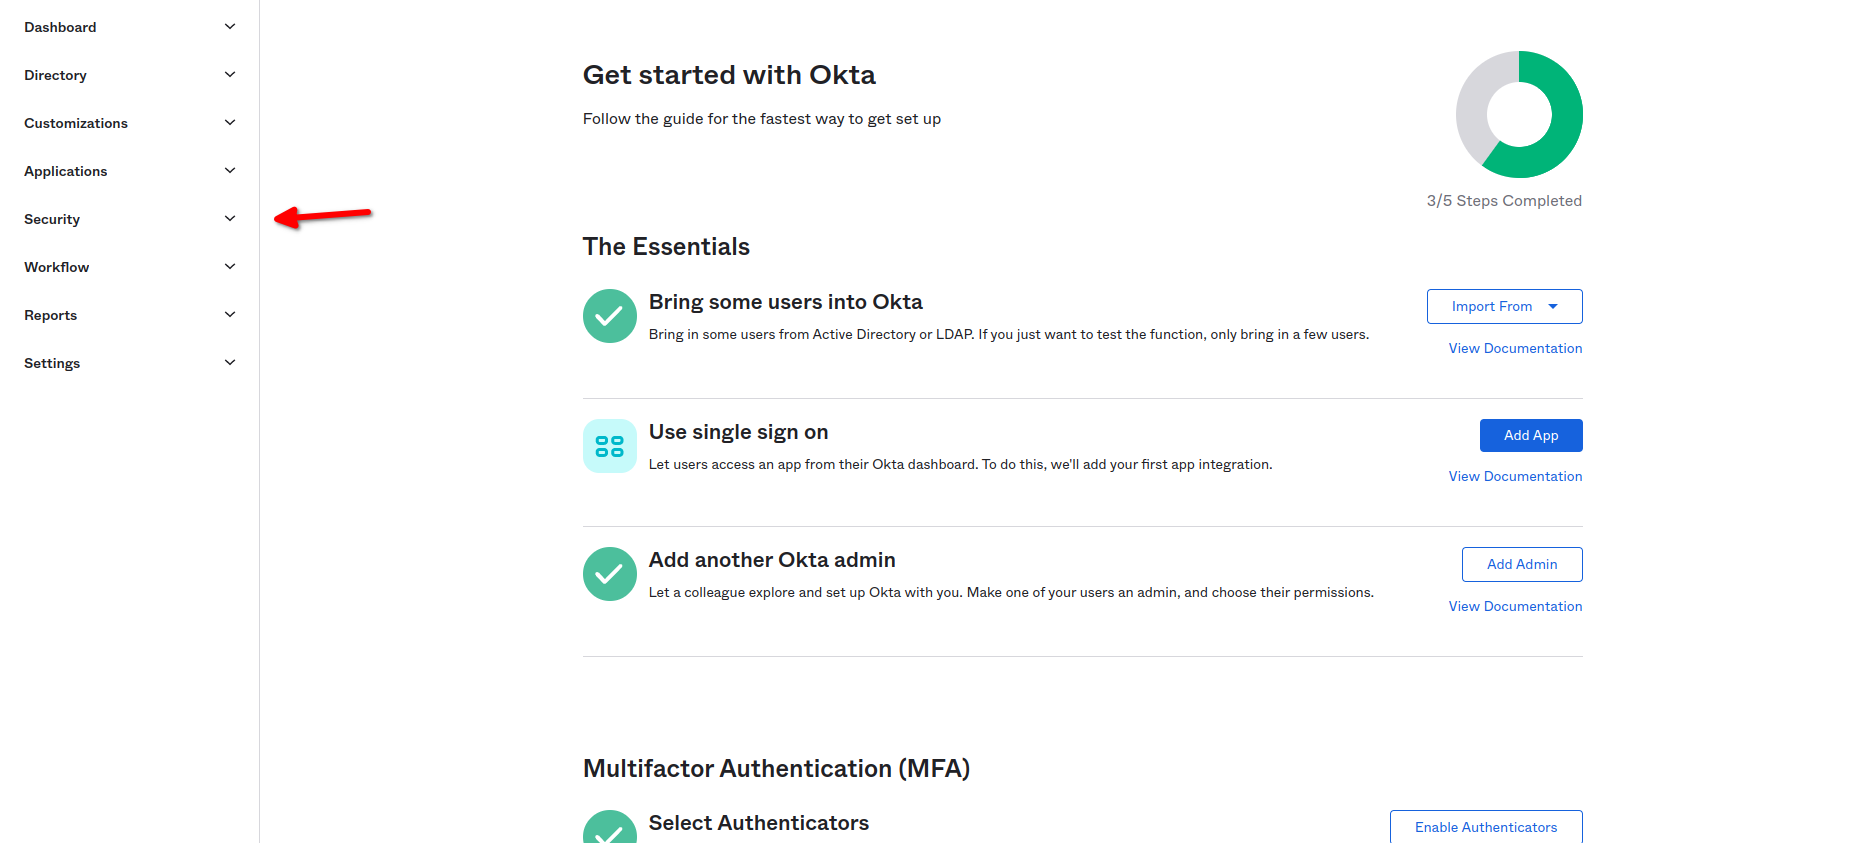 Dashboard
Directory
Customizations
Applications
Security
Workflow
Reports
Settings
Get started with Okta
Follow the guide for the fastest way to get set up
3/5 Steps Completed
The Essentials
Bring some users into Okta
Bring in some users from Active Directory or LDAP. If you just want to test the function, only bring in a few users.
Import From
View Documentation
Use single sign on
Let users access an app from their Okta dashboard. To do this, we'll add your first app integration.
Add App
View Documentation
Add another Okta admin
Let a colleague explore and set up Okta with you. Make one of your users an admin, and choose their permissions.
Add Admin
View Documentation
Multifactor Authentication (MFA)
Select Authenticators
Enable Authenticators